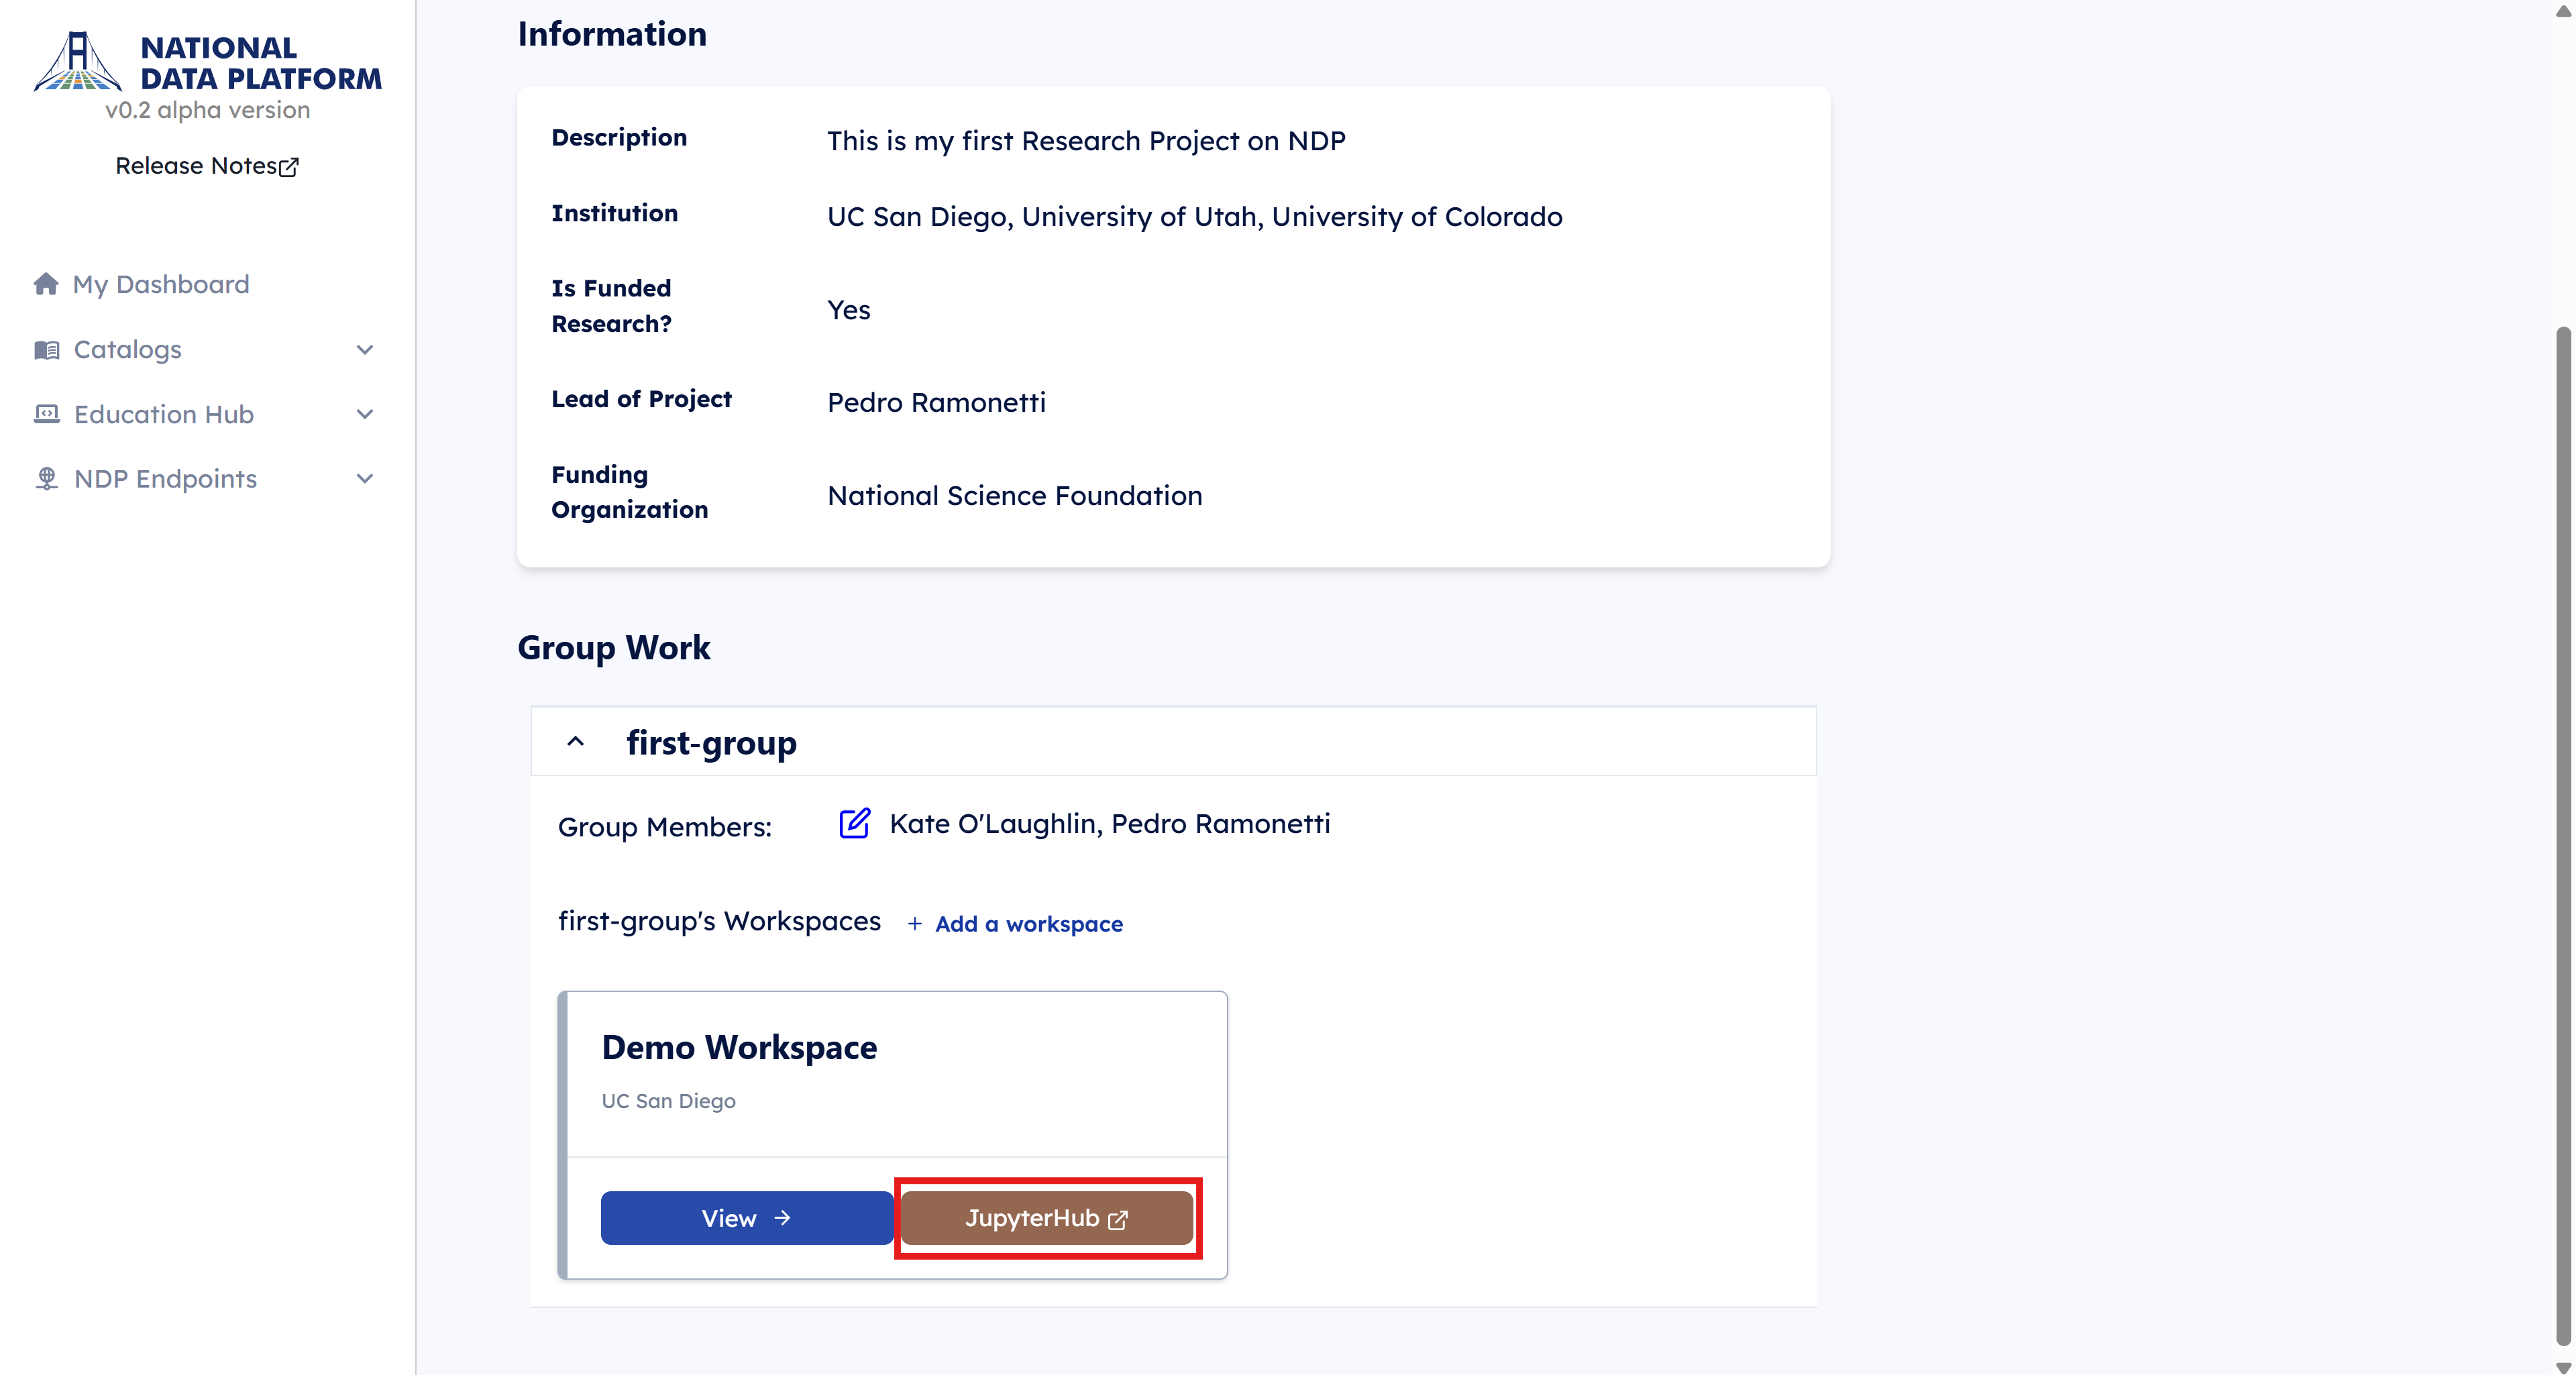 NATIONAL
DATA PLATFORM
v0.2 alpha version
Release Notes
My Dashboard
Catalogs
Education Hub
NDP Endpoints
Information
Description
This is my first Research Project on NDP
Institution
UC San Diego, University of Utah, University of Colorado
Is Funded
Research?
Yes
Lead of Project
Pedro Ramonetti
Funding
Organization
National Science Foundation
Group Work
first-group
Group Members:
Kate O'Laughlin, Pedro Ramonetti
first-group's Workspaces
+ Add a workspace
Demo Workspace
UC San Diego
View →
JupyterHub